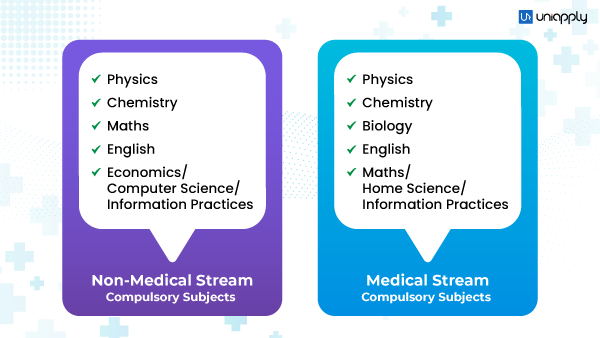 uniapply
Physics
Chemistry
Maths
English
Economics/
Computer Science/
Information Practices
Non-Medical Stream
Compulsory Subjects
Physics
Chemistry
Biology
English
Maths/
Home Science/
Information Practices
Medical Stream
Compulsory Subjects